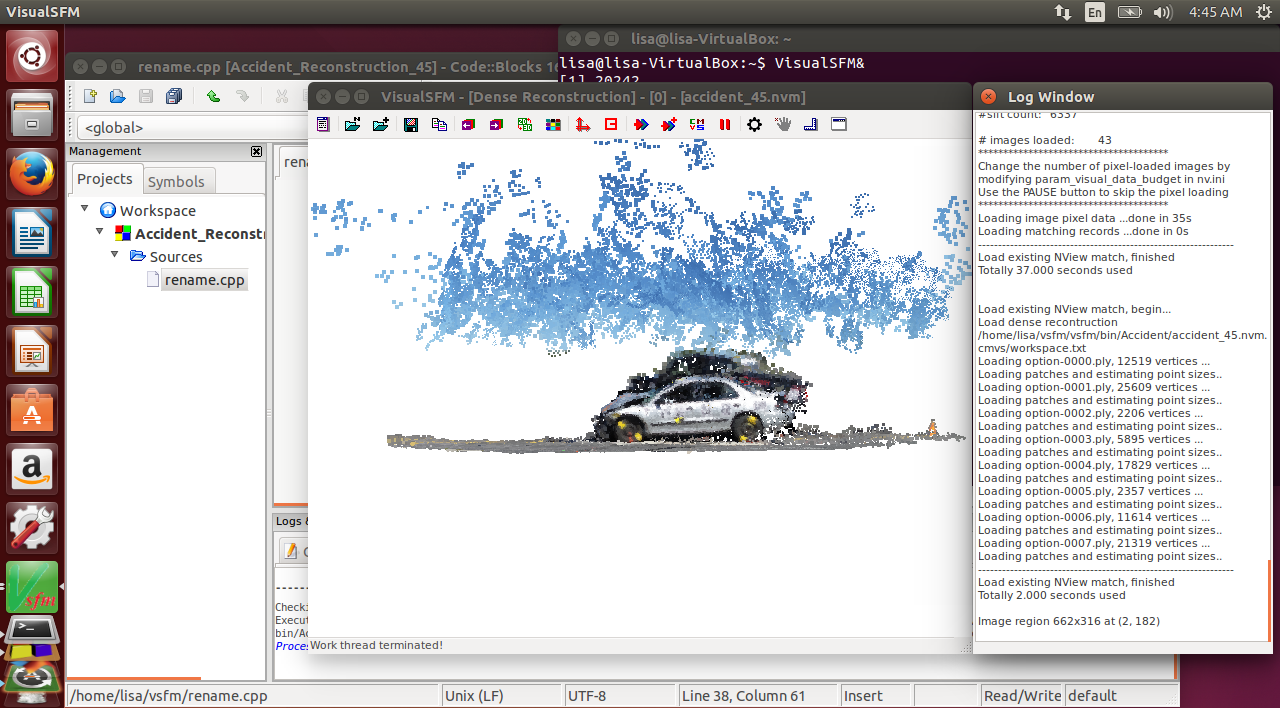 VisualSFM
En
4:45 AM
lisa@lisa-VirtualBox: ~
lisa@lisa-VirtualBox:~$ VisualSFM&
[1] 20242
rename.cpp [Accident_Reconstruction_45] - Code::Blocks
<global>
Management
Projects
Symbols
Workspace
Sources
rename.cpp
VisualSFM - [Dense Reconstruction] - [0] - [accident_45.nvm]
Work thread terminated!
Log Window
# images loaded: 43
**************************************
Change the number of pixel-loaded images by
modifying param_visual_data_budget in nv.ini
Use the PAUSE button to skip the pixel loading
**************************************
Loading image pixel data ...done in 35s
Loading matching records ...done in 0s
----------------------------------------------------------------
Load existing NView match, finished
Totally 37.000 seconds used
Load existing NView match, begin...
Load dense recontruction
/home/lisa/vsfm/vsfm/bin/Accident/accident_45.nvm.
cmvs/workspace.txt
Loading option-0000.ply, 12519 vertices ...
Loading patches and estimating point sizes..
Loading option-0001.ply, 25609 vertices ...
Loading patches and estimating point sizes..
Loading option-0002.ply, 2206 vertices ...
Loading patches and estimating point sizes..
Loading option-0003.ply, 5895 vertices ...
Loading patches and estimating point sizes..
Loading option-0004.ply, 17829 vertices ...
Loading patches and estimating point sizes..
Loading option-0005.ply, 2357 vertices ...
Loading patches and estimating point sizes..
Loading option-0006.ply, 11614 vertices ...
Loading patches and estimating point sizes..
Loading option-0007.ply, 21319 vertices ...
Loading patches and estimating point sizes..
----------------------------------------------------------------
Load existing NView match, finished
Totally 2.000 seconds used
Image region 662x316 at (2, 182)
Logs &
/home/lisa/vsfm/rename.cpp
Unix (LF)
UTF-8
Line 38, Column 61
Insert
Read/Write
default